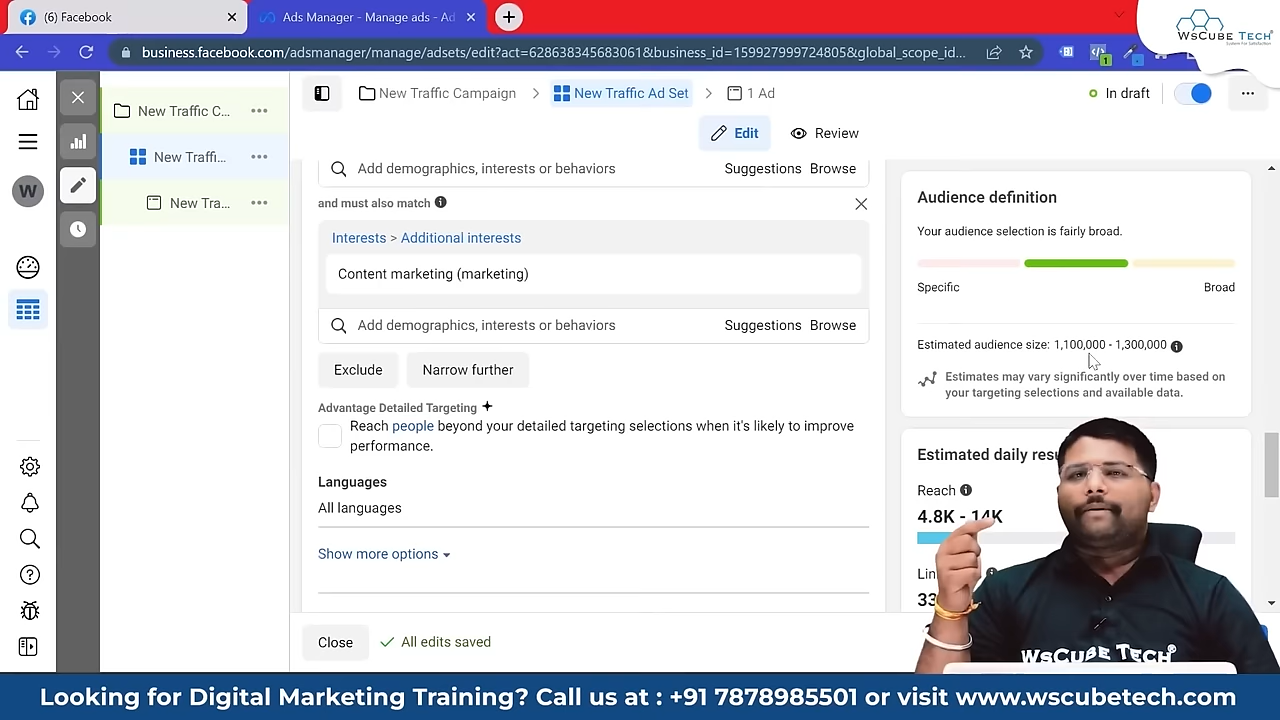 (6) Facebook
Ads Manager - Manage ads - Ad
WsCUBE TECH
business.facebook.com/adsmanager/manage/adsets/edit?act=628638345683061&business_id=159927999724805&global_scope_id...
New Traffic Campaign > New Traffic Ad Set > 1 Ad
In draft
New Traffic C...
Edit
Review
New Traffi...
W
New Tra...
Add demographics, interests or behaviors Suggestions Browse
and must also match
Interests > Additional interests
Content marketing (marketing)
Add demographics, interests or behaviors Suggestions Browse
Exclude
Narrow further
Advantage Detailed Targeting
Reach people beyond your detailed targeting selections when it's likely to improve
performance.
Languages
All languages
Show more options
Close
All edits saved
Audience definition
Your audience selection is fairly broad.
Specific
Broad
Estimated audience size: 1,100,000 - 1,300,000
Estimates may vary significantly over time based on
your targeting selections and available data.
Estimated daily resu
Reach
4.8K - 14K
Lin
33
WSCUBE TECH
Looking for Digital Marketing Training? Call us at : +91 7878985501 or visit www.wscubetech.com